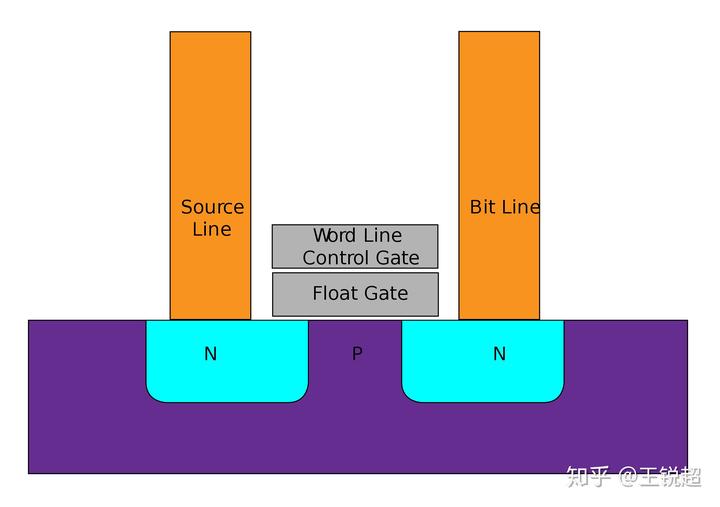 Source
Line
Bit Line
Word Line
Control Gate
Float Gate
N
P
N
知乎 @王锐超